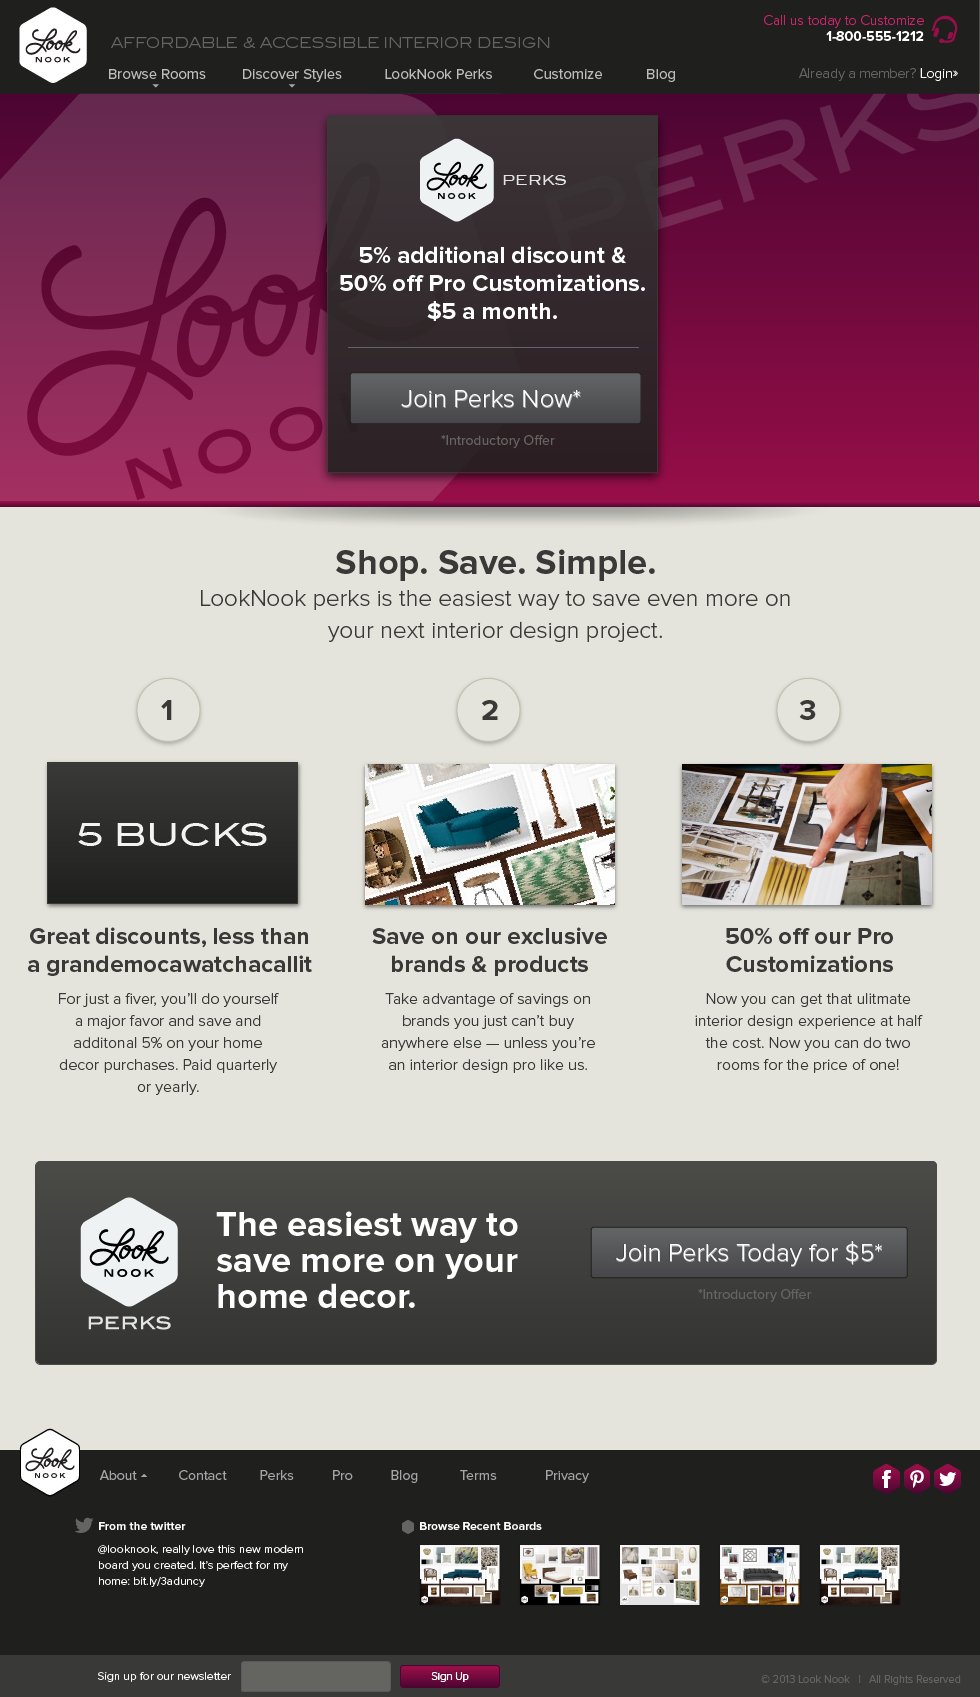 Look
NOOK
AFFORDABLE & ACCESSIBLE INTERIOR DESIGN
Call us today to Customize
1-800-555-1212
Browse Rooms
Discover Styles
LookNook Perks
Customize
Blog
Already a member? Login»
Look
NOOK
PERKS
Look
NOOK
PERKS
5% additional discount &
50% off Pro Customizations.
$5 a month.
Join Perks Now*
*Introductory Offer
Shop. Save. Simple.
LookNook perks is the easiest way to save even more on
your next interior design project.
1
2
3
5 BUCKS
Great discounts, less than
a grandemocawatchacallit
For just a fiver, you'll do yourself
a major favor and save and
additonal 5% on your home
decor purchases. Paid quarterly
or yearly.
Save on our exclusive
brands & products
Take advantage of savings on
brands you just can't buy
anywhere else — unless you're
an interior design pro like us.
50% off our Pro
Customizations
Now you can get that ulitmate
interior design experience at half
the cost. Now you can do two
rooms for the price of one!
Look
NOOK
PERKS
The easiest way to
save more on your
home decor.
Join Perks Today for $5*
*Introductory Offer
Look
NOOK
About
Contact
Perks
Pro
Blog
Terms
Privacy
From the twitter
@looknook, really love this new modern
board you created. It's perfect for my
home: bit.ly/3aduncy
Browse Recent Boards
Sign up for our newsletter
Sign Up
© 2013 Look Nook | All Rights Reserved